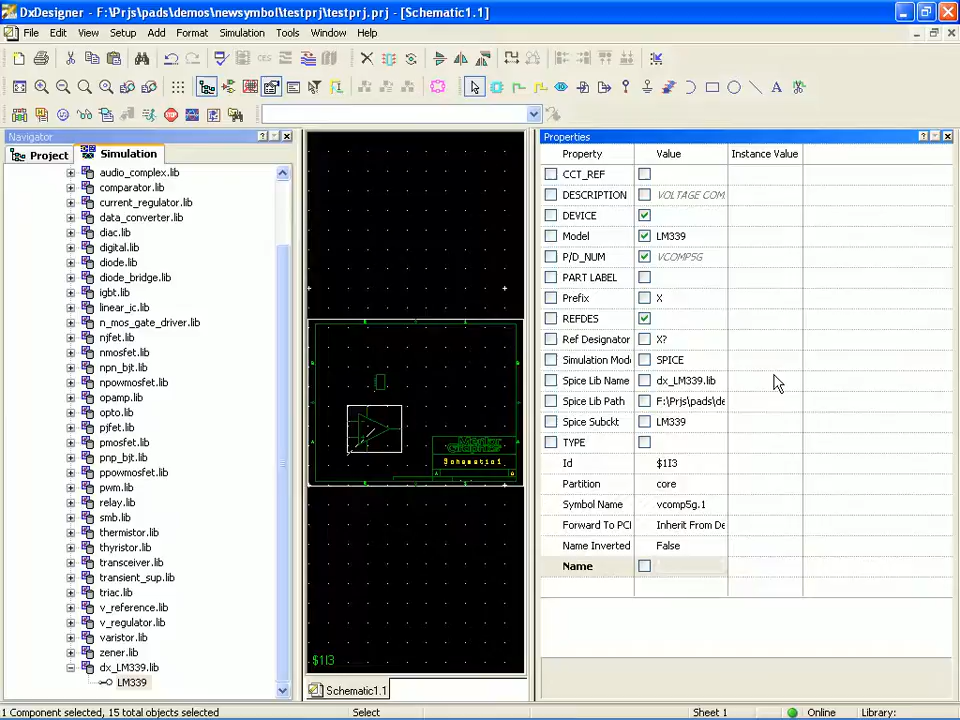 DxDesigner - F:\Prjs\pads\demos\newsymbol\testprj\testprj.prj - [Schematic1.1]
File Edit View Setup Add Format Simulation Tools Window Help
Navigator
Project Simulation
audio_complex.lib
comparator.lib
current_regulator.lib
data_converter.lib
diac.lib
digital.lib
diode.lib
diode_bridge.lib
igbt.lib
linear_ic.lib
n_mos_gate_driver.lib
njfet.lib
nmosfet.lib
npn_bjt.lib
npowmosfet.lib
opamp.lib
opto.lib
pjfet.lib
pmosfet.lib
pnp_bjt.lib
ppowmosfet.lib
pwm.lib
relay.lib
smb.lib
thermistor.lib
thyristor.lib
transceiver.lib
transient_sup.lib
triac.lib
v_reference.lib
v_regulator.lib
varistor.lib
zener.lib
dx_LM339.lib
LM339
Mentor Graphics
Schematic1
$1I3
Schematic1.1
Properties
Property Value Instance Value
CCT_REF
DESCRIPTION VOLTAGE COM
DEVICE
Model LM339
P/D_NUM VCOMP5G
PART LABEL
Prefix X
REFDES
Ref Designator X?
Simulation Mode SPICE
Spice Lib Name dx_LM339.lib
Spice Lib Path F:\Prjs\pads\de
Spice Subckt LM339
TYPE
Id $1I3
Partition core
Symbol Name vcomp5g.1
Forward To PCI Inherit From De
Name Inverted False
Name
1 Component selected, 15 total objects selected Select Sheet 1 Online Library: